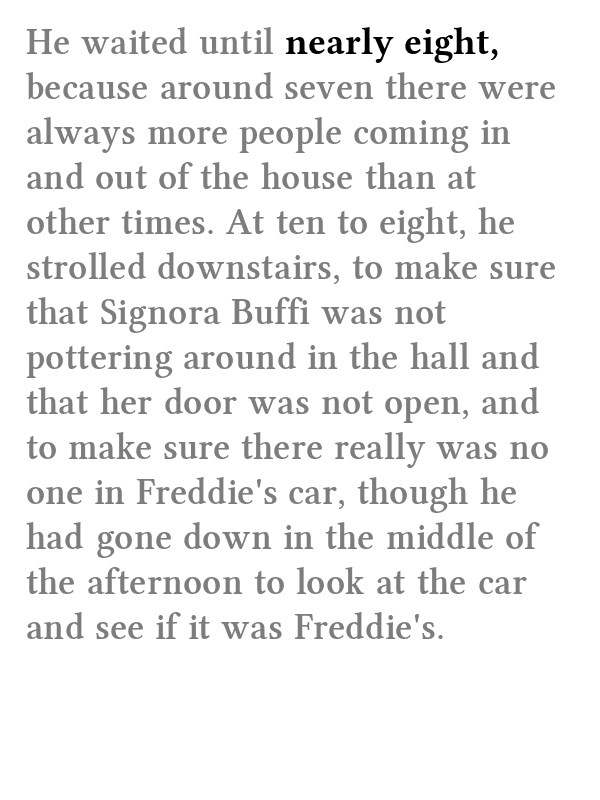 He waited until nearly eight,
because around seven there were
always more people coming in
and out of the house than at
other times. At ten to eight, he
strolled downstairs, to make sure
that Signora Buffi was not
pottering around in the hall and
that her door was not open, and
to make sure there really was no
one in Freddie's car, though he
had gone down in the middle of
the afternoon to look at the car
and see if it was Freddie's.